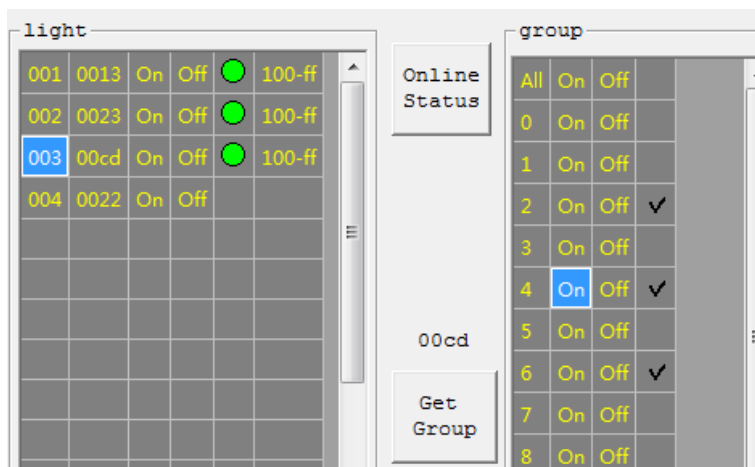 light
001 0013 On Off 100-ff
002 0023 On Off 100-ff
003 00cd On Off 100-ff
004 0022 On Off
Online
Status
00cd
Get
Group
group
All On Off
0 On Off
1 On Off
2 On Off
3 On Off
4 On Off
5 On Off
6 On Off
7 On Off
8 On Off